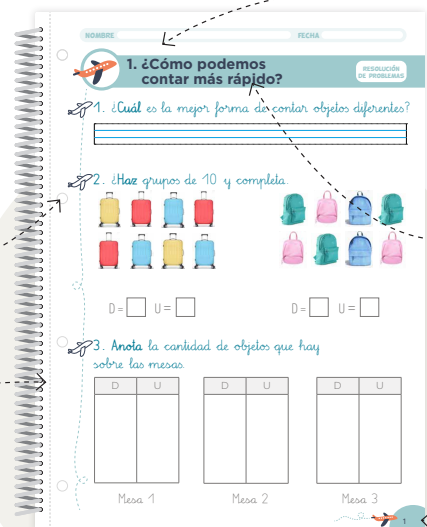 NOMBRE FECHA
1. ¿Cómo podemos
contar más rápido?
RESOLUCIÓN
DE PROBLEMAS
1. ¿Cuál es la mejor forma de contar objetos diferentes?
2. ¿Haz grupos de 10 y completa.
D = U = D = U =
3. Anota la cantidad de objetos que hay
sobre las mesas.
D U D U D U
Mesa 1 Mesa 2 Mesa 3
1